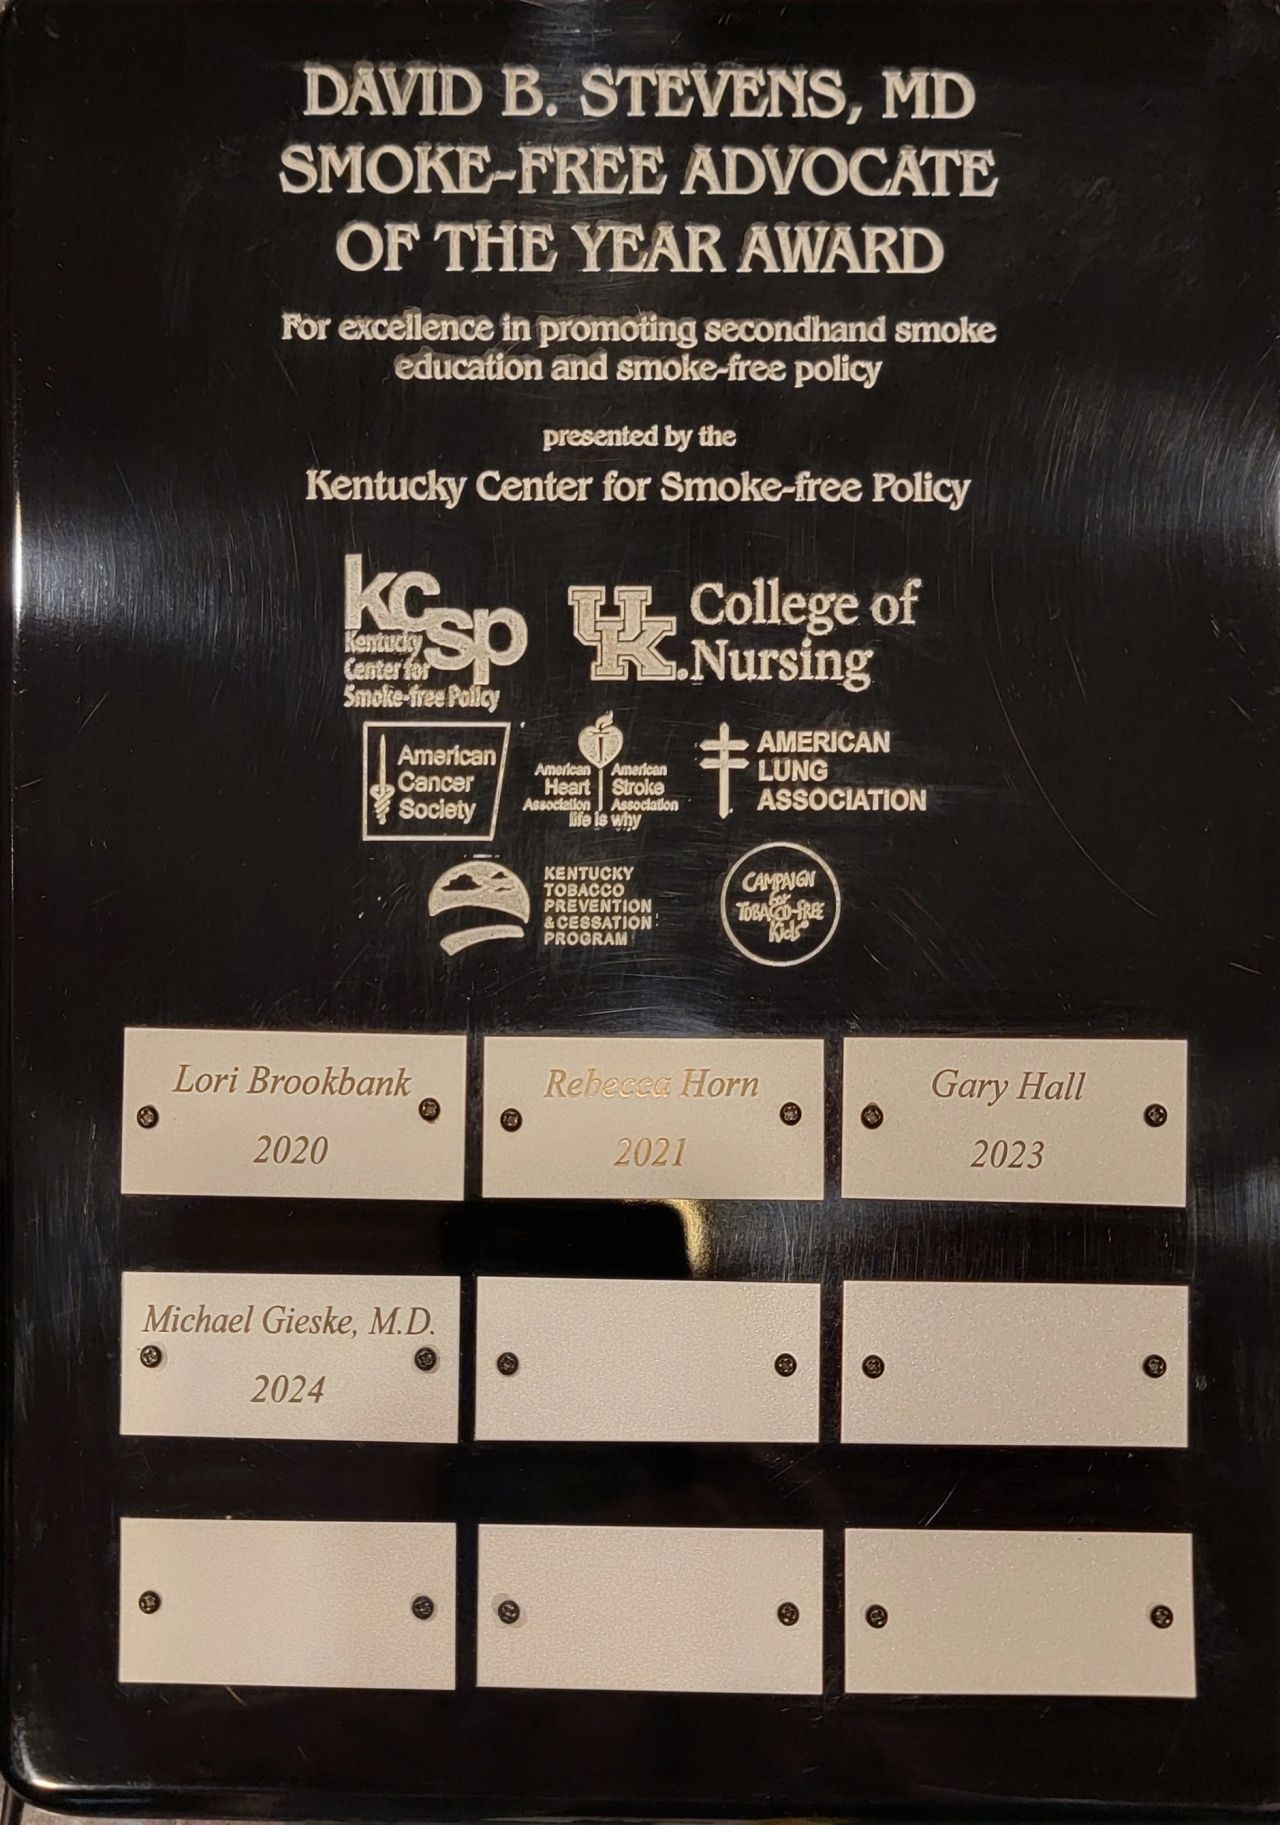 DAVID B. STEVENS, MD
SMOKE-FREE ADVOCATE
OF THE YEAR AWARD
For excellence in promoting secondhand smoke
education and smoke-free policy
presented by the
Kentucky Center for Smoke-free Policy
kcsp
Kentucky
Center for
Smoke-free Policy
UK College of
Nursing
American
Cancer
Society
American Heart Association
American Stroke Association
life is why
AMERICAN
LUNG
ASSOCIATION
KENTUCKY
TOBACCO
PREVENTION
& CESSATION
PROGRAM
CAMPAIGN
for
TOBACCO-FREE
Kids®
Lori Brookbank
2020
Rebecca Horn
2021
Gary Hall
2023
Michael Gieske, M.D.
2024